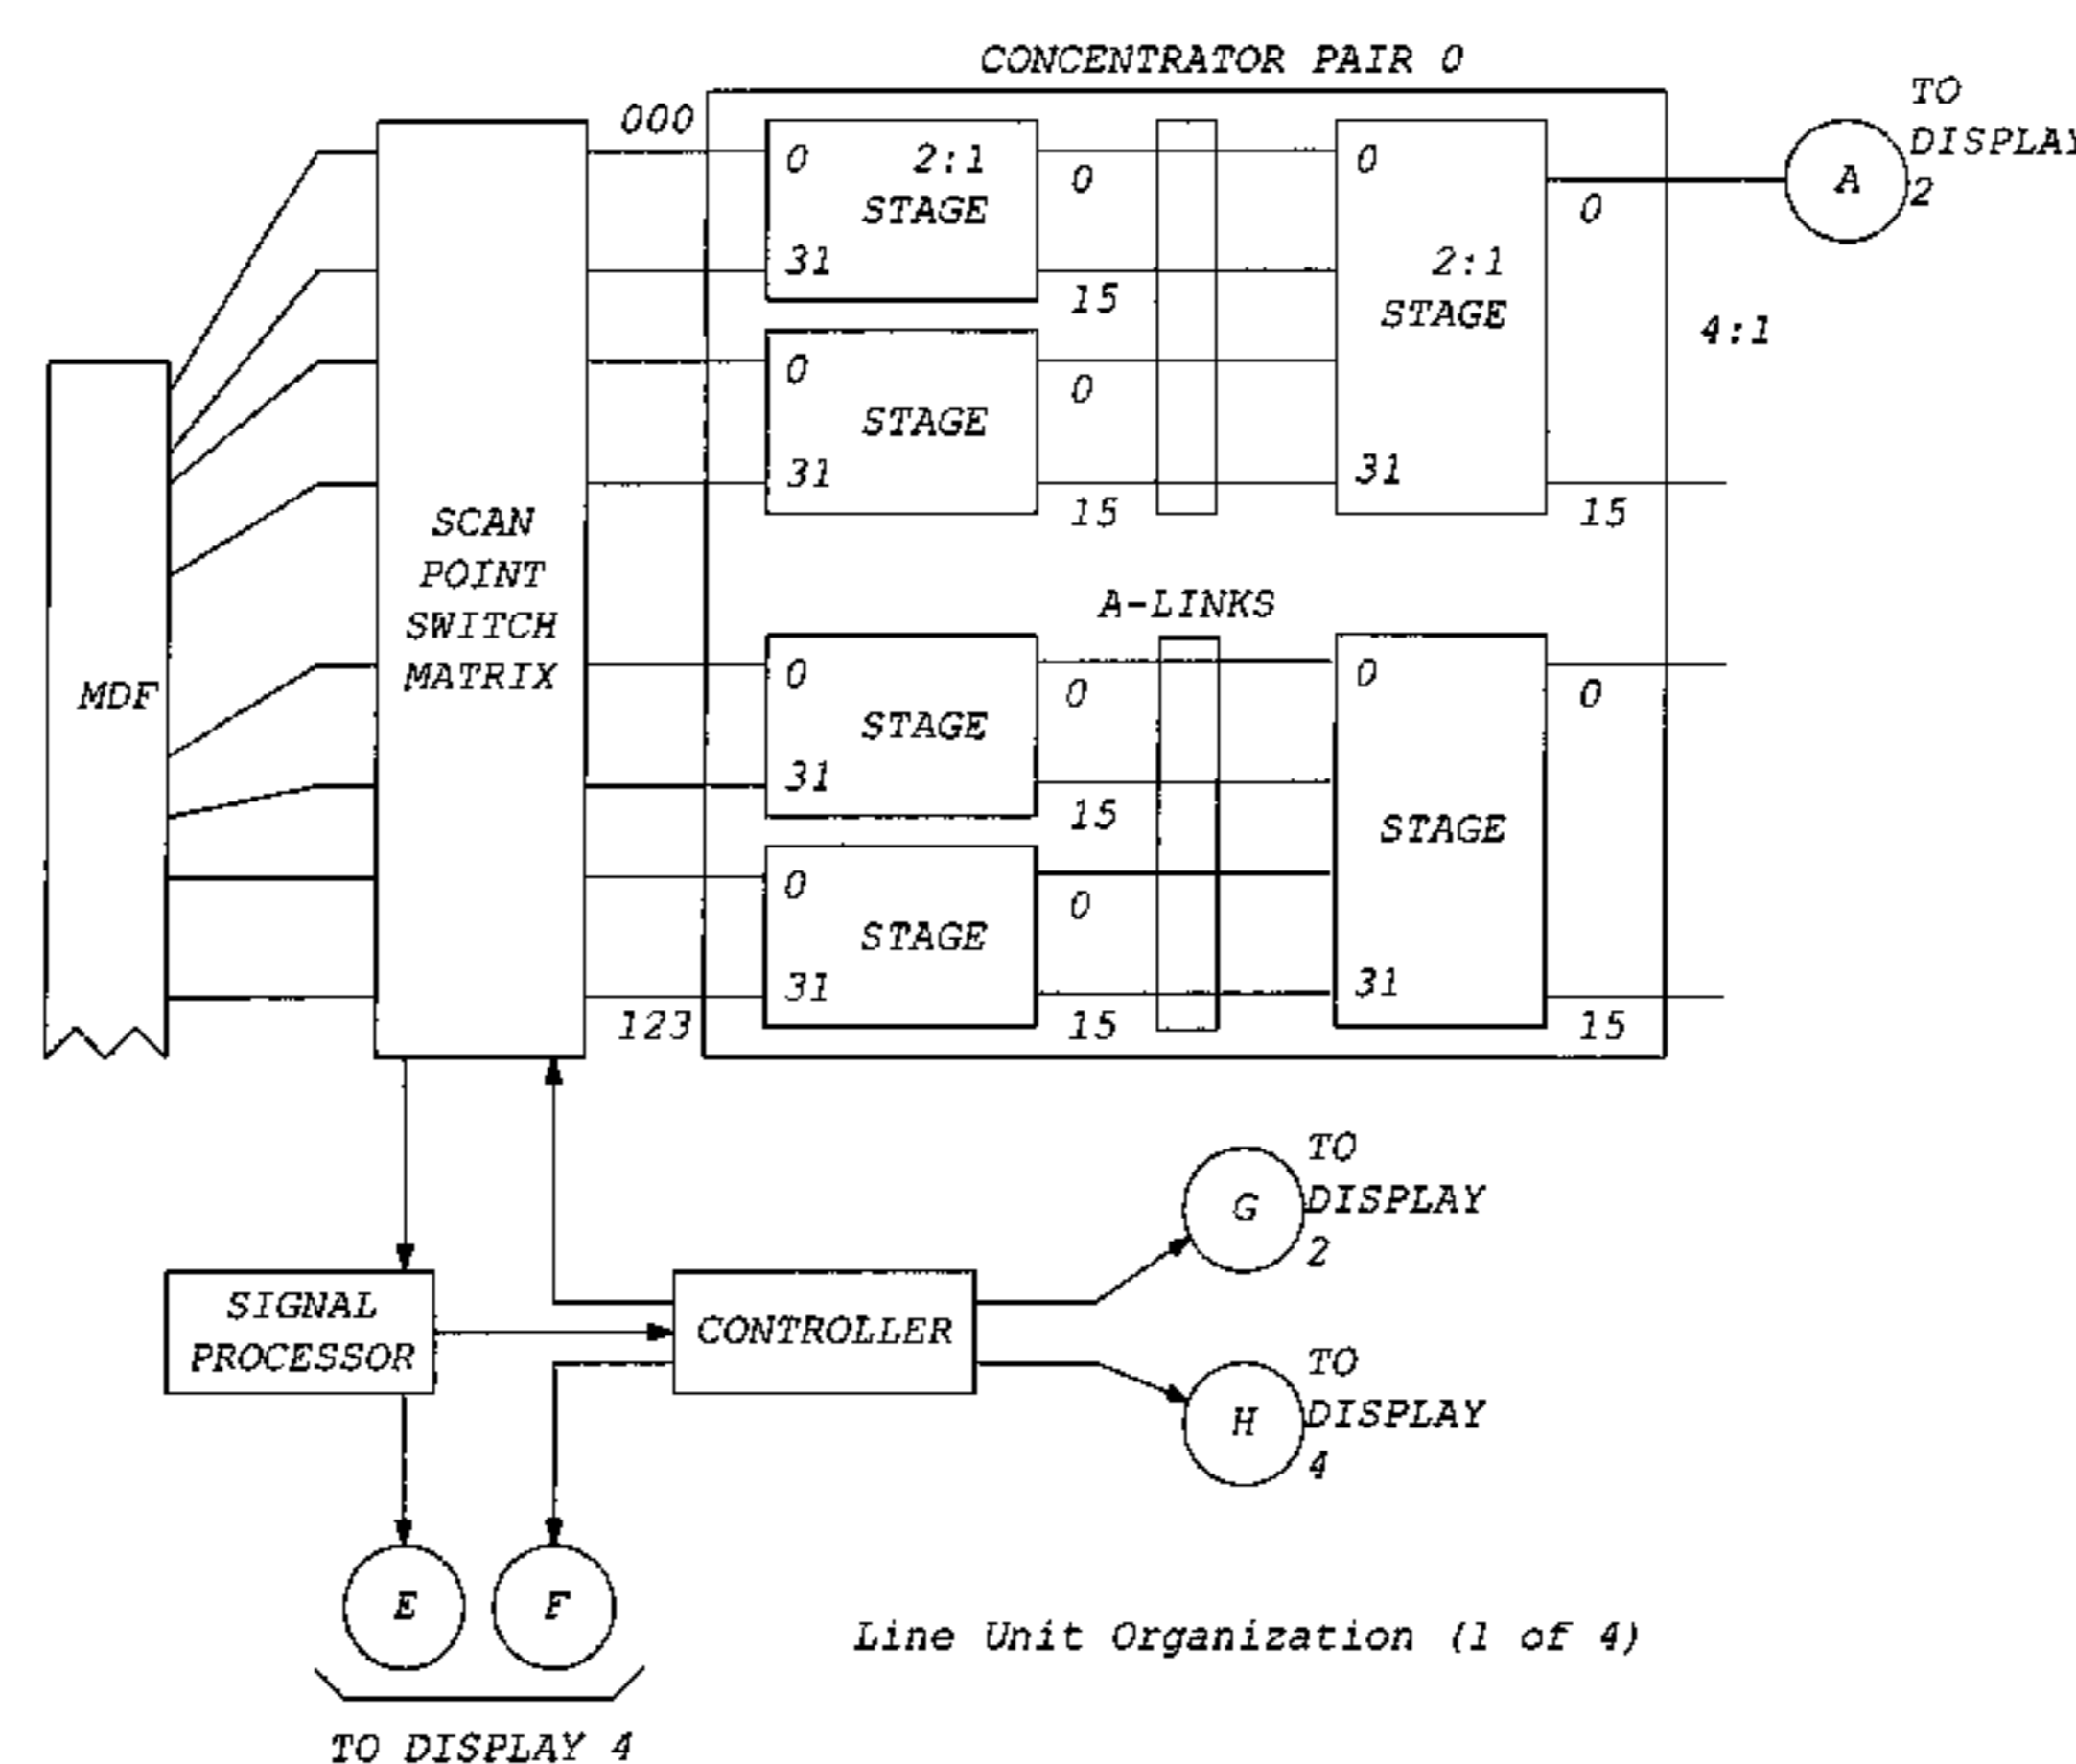 CONCENTRATOR PAIR 0
TO
DISPLAY
2
A
000
0
2:1
STAGE
31
0
15
0
2:1
STAGE
31
0
4:1
0
STAGE
31
0
15
15
SCAN
POINT
SWITCH
MATRIX
MDF
A-LINKS
0
STAGE
31
0
15
0
STAGE
31
0
0
STAGE
31
0
15
15
123
TO
DISPLAY
2
G
SIGNAL
PROCESSOR
CONTROLLER
TO
DISPLAY
4
H
E
F
Line Unit Organization (1 of 4)
TO DISPLAY 4